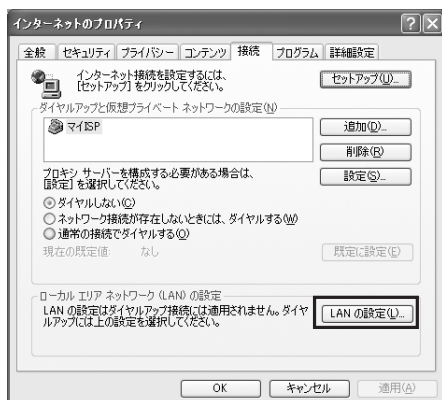 インターネットのプロパティ
全般 セキュリティ プライバシー コンテンツ 接続 プログラム 詳細設定
インターネット接続を設定するには、
[セットアップ] をクリックしてください。
セットアップ(U)...
ダイヤルアップと仮想プライベート ネットワークの設定(N)
マイISP
追加(D)...
削除(R)
プロキシ サーバーを構成する必要がある場合は、
[設定] を選択してください。
設定(S)...
ダイヤルしない(C)
ネットワーク接続が存在しないときには、ダイヤルする(W)
通常の接続でダイヤルする(O)
現在の既定値: なし
既定に設定(E)
ローカル エリア ネットワーク (LAN) の設定
LAN の設定はダイヤルアップ接続には適用されません。ダイヤ
ルアップには上の設定を選択してください。
LAN の設定(L)...
OK キャンセル 適用(A)